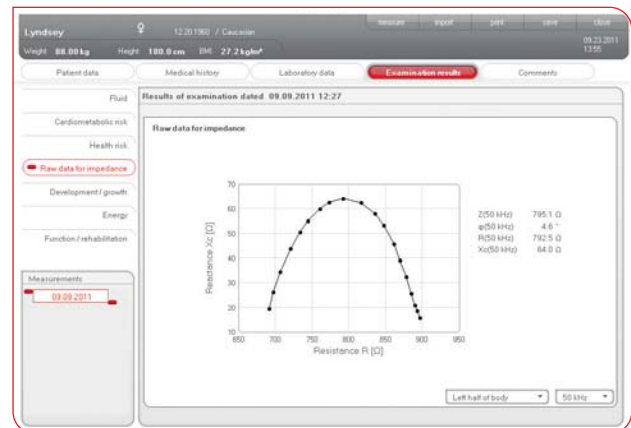 measure import print save close
Lyndsey ♀ 12.20.1980 / Caucasian
Weight 88.00 kg Height 180.0 cm BMI 27.2 kg/m²
09.23.2011
13:55
Patient data Medical history Laboratory data Examination results Comments
Fluid
Cardiometabolic risk
Health risk
Raw data for impedance
Development / growth
Energy
Function / rehabilitation
Measurements
09.09.2011
Results of examination dated 09.09.2011 12:27
Raw data for impedance
Reactance Xc [Ω]
70
60
50
40
30
20
10
650 700 750 800 850 900 950
Resistance R [Ω]
Z(50 kHz) 795.1 Ω
φ(50 kHz) 4.6 °
R(50 kHz) 792.5 Ω
Xc(50 kHz) 64.0 Ω
Left half of body 50 kHz